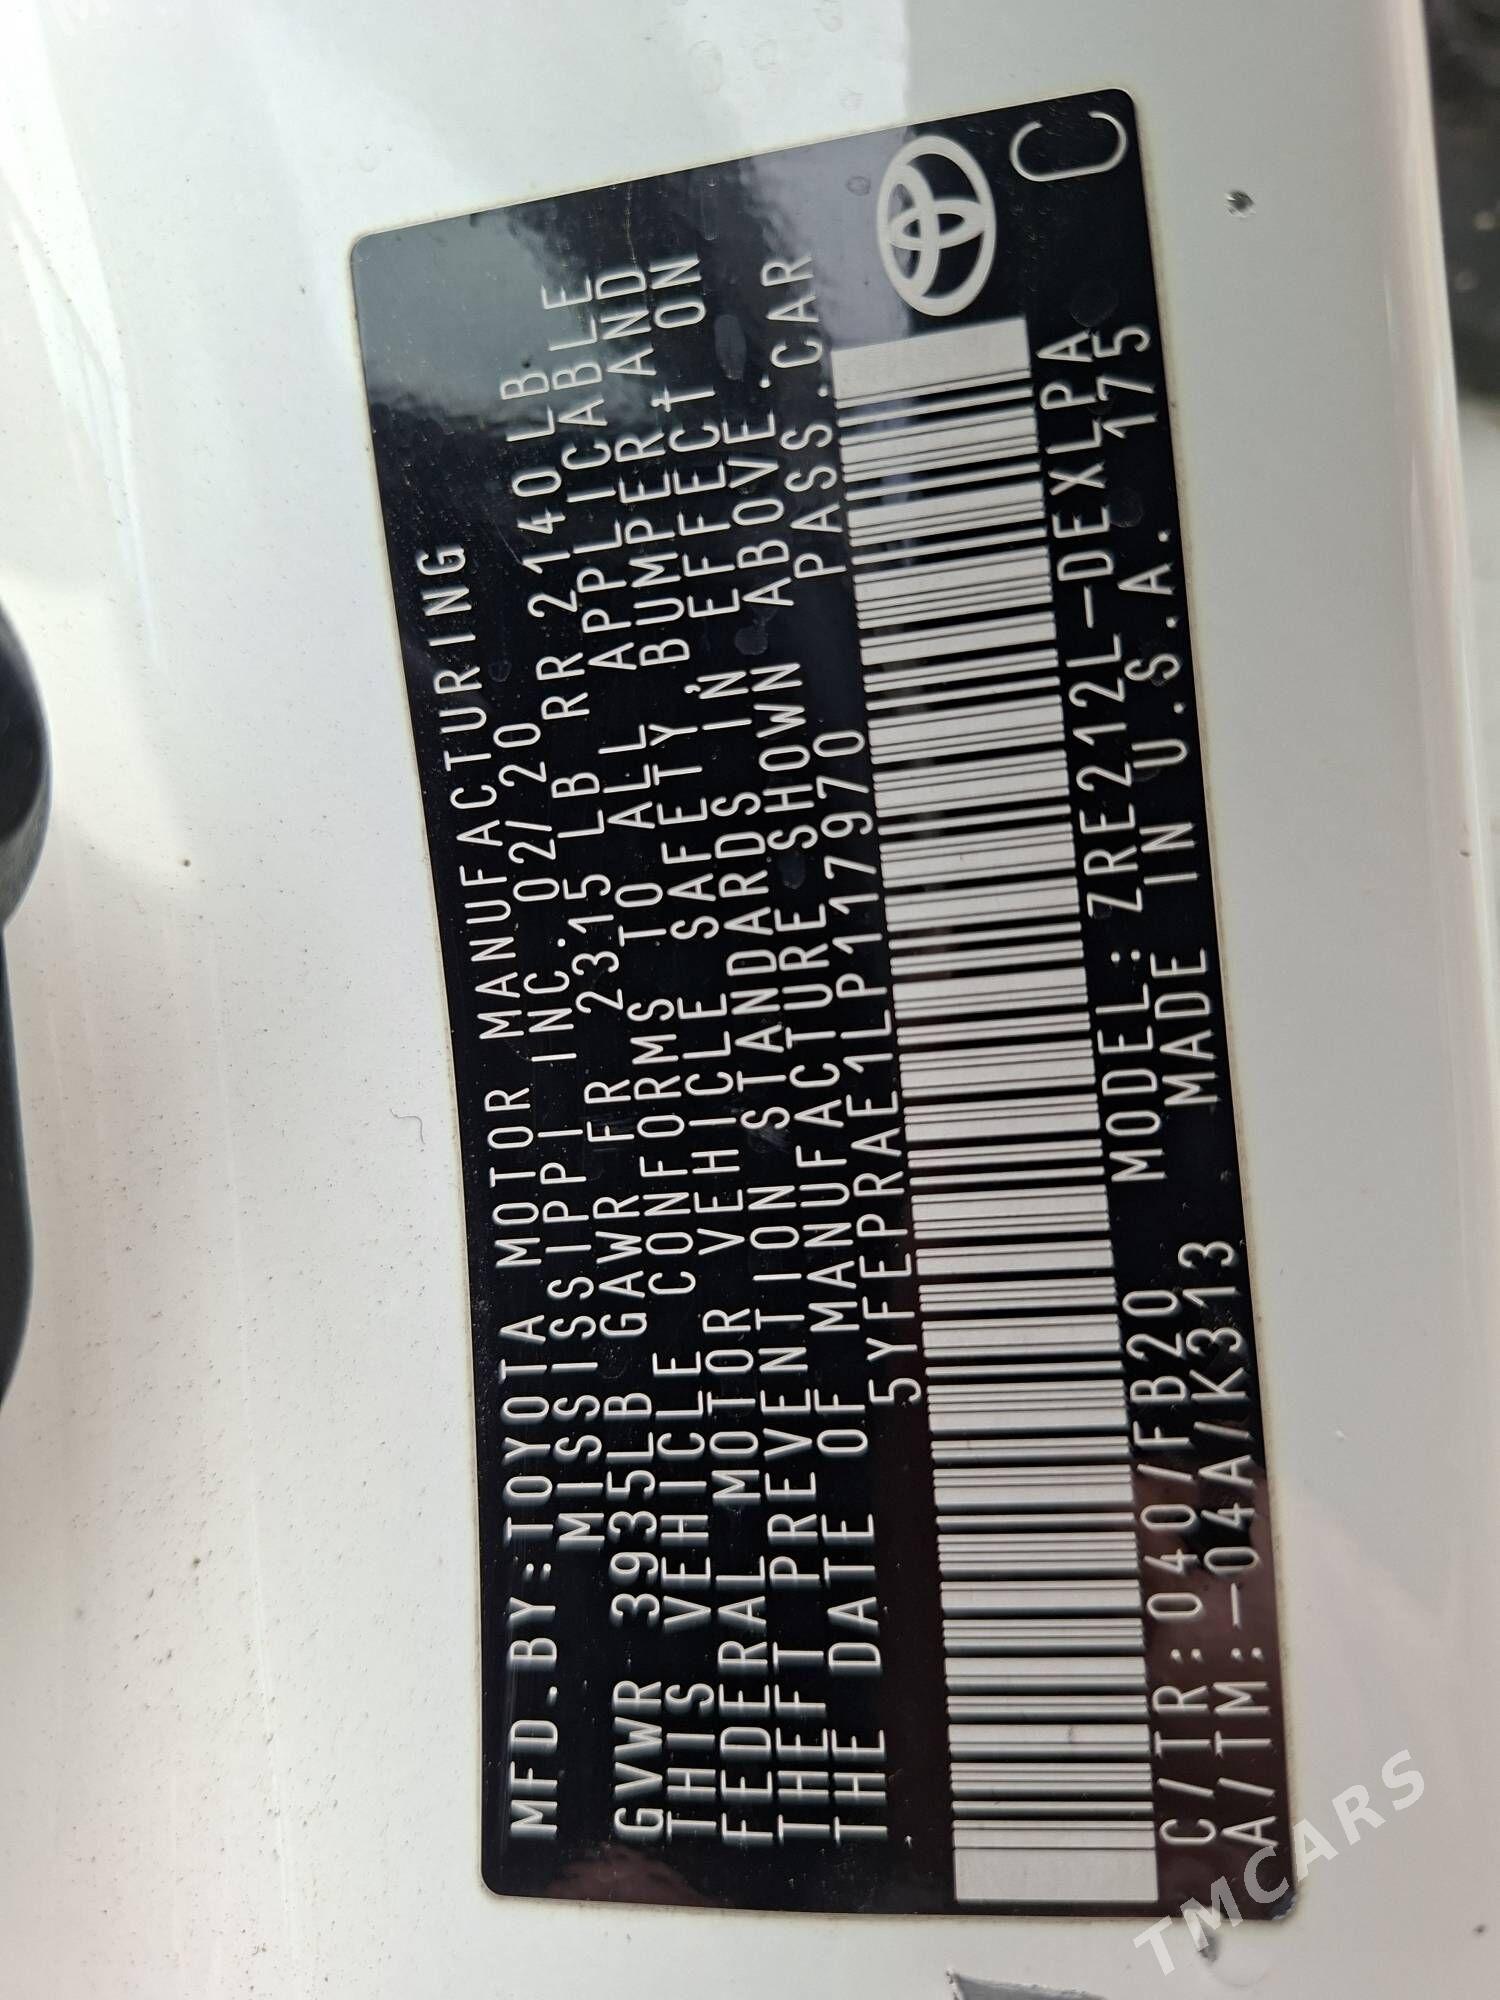 MFD.BY:TOYOTA MOTOR MANUFACTURING
MISSISSIPPI INC. 02/20
GVWR 3935LB GAWR FR 2315 LB RR 2140LB
THIS VEHICLE CONFORMS TO ALL APPLICABLE
FEDERAL MOTOR VEHICLE SAFETY, BUMPER, AND
THEFT PREVENTION STANDARDS IN EFFECT ON
THE DATE OF MANUFACTURE SHOWN ABOVE.
5YFEPRAE1LP117970 PASS.CAR
C/TR:040/FB20 MODEL:ZRE212L-DEXLPA
A/TM:-04A/K313 MADE IN U.S.A. 175
C
TMCARS